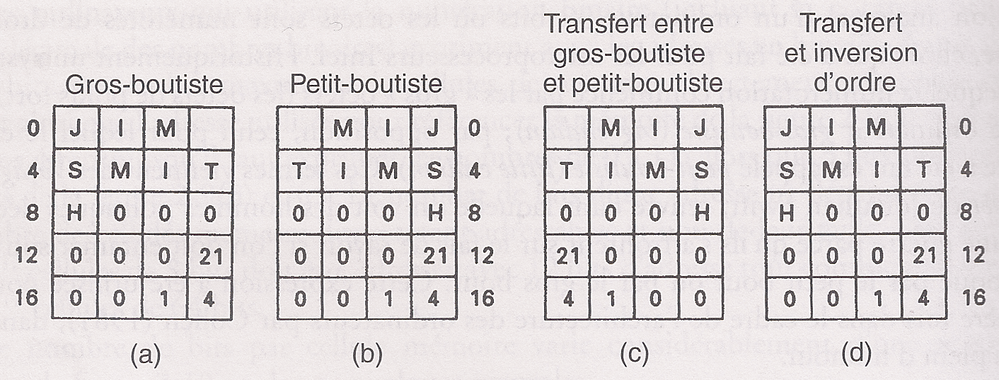 Transfert entre Transfert
gros-boutiste et inversion
Gros-boutiste Petit-boutiste et petit-boutiste d'ordre
0 J M M I 0 M I I M 0
4 S M M 4 M S M I T 4
8 H 0 0 0 0 0 0 H 8 0 0 0 H H 0 0 0 8
12 0 0 0 21 0 0 0 21 12 21 0 0 0 0 0 0 21 12
16 0 0 1 4 0 0 1 4 16 4 1 0 0 0 0 1 4 16
(a) (b) (c) (d)